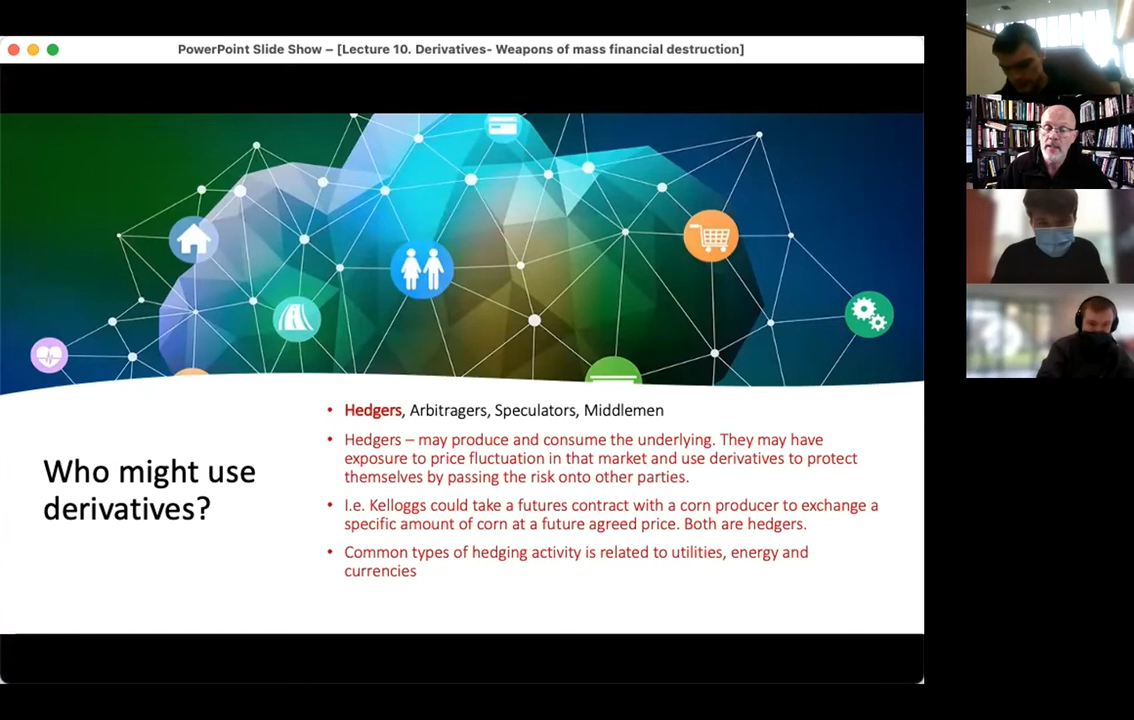 PowerPoint Slide Show – [Lecture 10. Derivatives- Weapons of mass financial destruction]
Who might use
derivatives?
• Hedgers, Arbitragers, Speculators, Middlemen
• Hedgers – may produce and consume the underlying. They may have
exposure to price fluctuation in that market and use derivatives to protect
themselves by passing the risk onto other parties.
• I.e. Kelloggs could take a futures contract with a corn producer to exchange a
specific amount of corn at a future agreed price. Both are hedgers.
• Common types of hedging activity is related to utilities, energy and
currencies